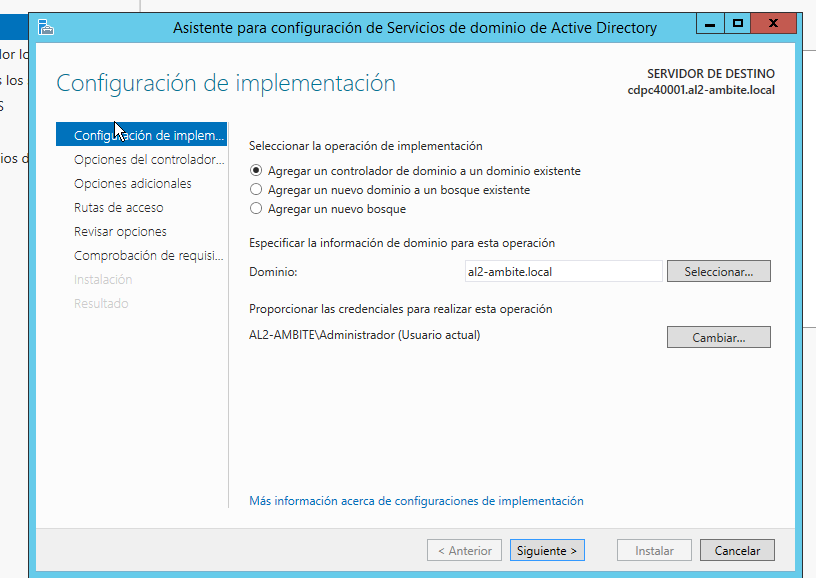 Asistente para configuración de Servicios de dominio de Active Directory
Configuración de implementación
SERVIDOR DE DESTINO
cdpc40001.al2-ambite.local
Configuración de implem...
Opciones del controlador...
Opciones adicionales
Rutas de acceso
Revisar opciones
Comprobación de requisi...
Instalación
Resultado
Seleccionar la operación de implementación
Agregar un controlador de dominio a un dominio existente
Agregar un nuevo dominio a un bosque existente
Agregar un nuevo bosque
Especificar la información de dominio para esta operación
Dominio:
al2-ambite.local
Seleccionar...
Proporcionar las credenciales para realizar esta operación
AL2-AMBITE\Administrador (Usuario actual)
Cambiar...
Más información acerca de configuraciones de implementación
< Anterior
Siguiente >
Instalar
Cancelar